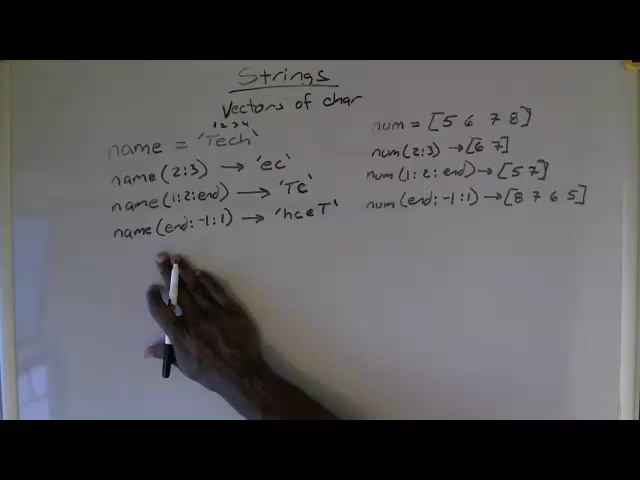 Strings
Vectors of char
1 2 3 4
name = 'Tech'
name (2:3) → 'ec'
name (1:2:end) → 'Tc'
name (end:-1:1) → 'hceT'
num = [5 6 7 8]
num (2:3) → [6 7]
num (1:2:end) → [5 7]
num (end:-1:1) → [8 7 6 5]